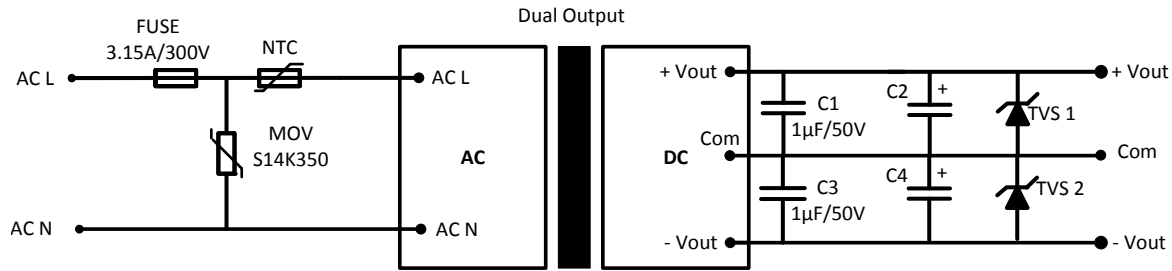 Dual Output
FUSE
3.15A/300V
NTC
AC L
AC L
+ Vout
C1
1µF/50V
C2
+
TVS 1
+ Vout
MOV
S14K350
AC
DC
Com
Com
C3
1µF/50V
C4
+
TVS 2
AC N
AC N
- Vout
- Vout